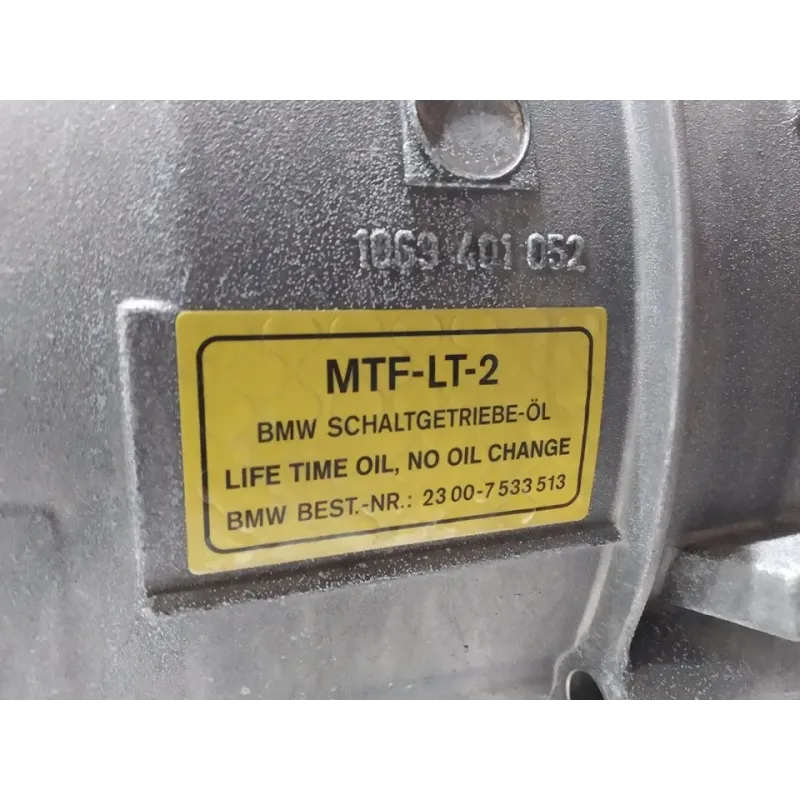 1069 401 052
MTF-LT-2
BMW SCHALTGETRIEBE-ÖL
LIFE TIME OIL, NO OIL CHANGE
BMW BEST.-NR.: 23 00-7 533 513